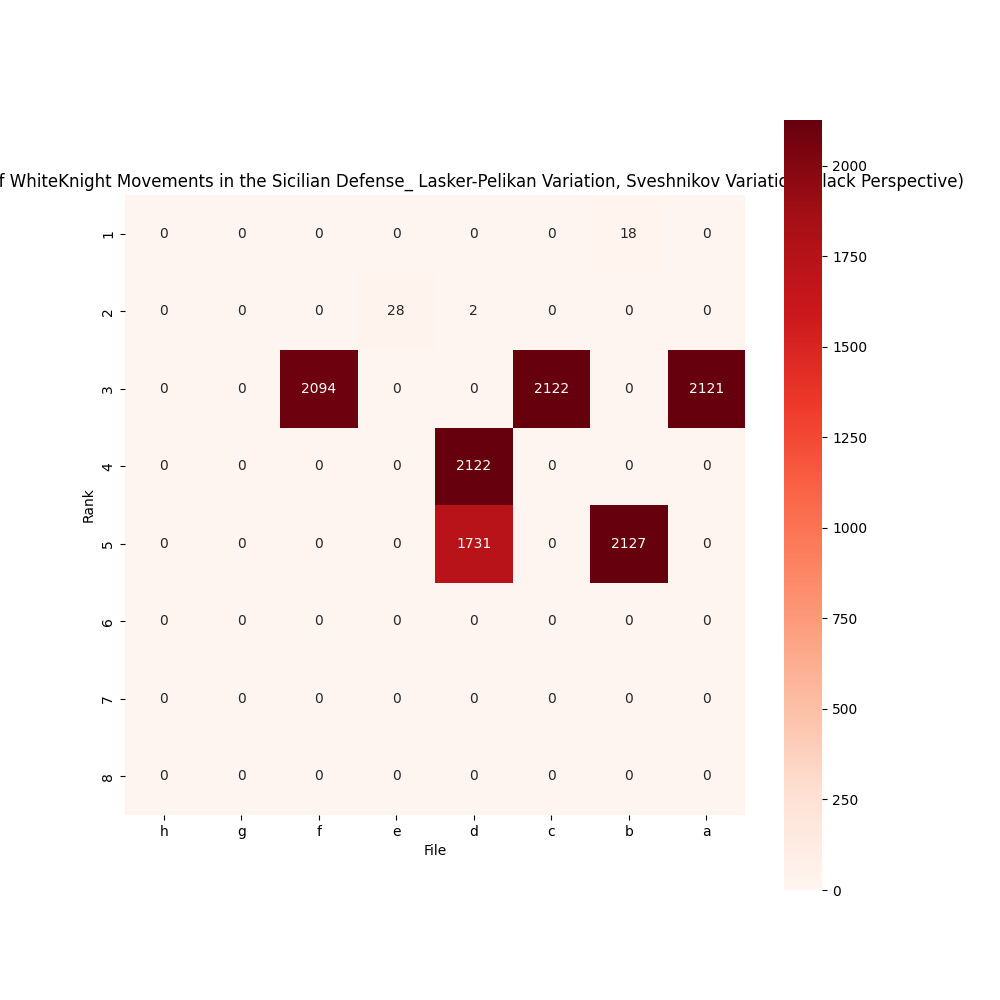 f WhiteKnight Movements in the Sicilian Defense_ Lasker-Pelikan Variation, Sveshnikov Variatio lack Perspective)
2000
1 0 0 0 0 0 0 18 0
1750
2 0 0 0 28 2 0 0 0
1500
3 0 0 2094 0 0 2122 0 2121
1250
4 0 0 0 0 2122 0 0 0
Rank
1000
5 0 0 0 0 1731 0 2127 0
750
6 0 0 0 0 0 0 0 0
7 0 0 0 0 0 0 0 0
500
8 0 0 0 0 0 0 0 0
250
h g f e d c b a
File
0